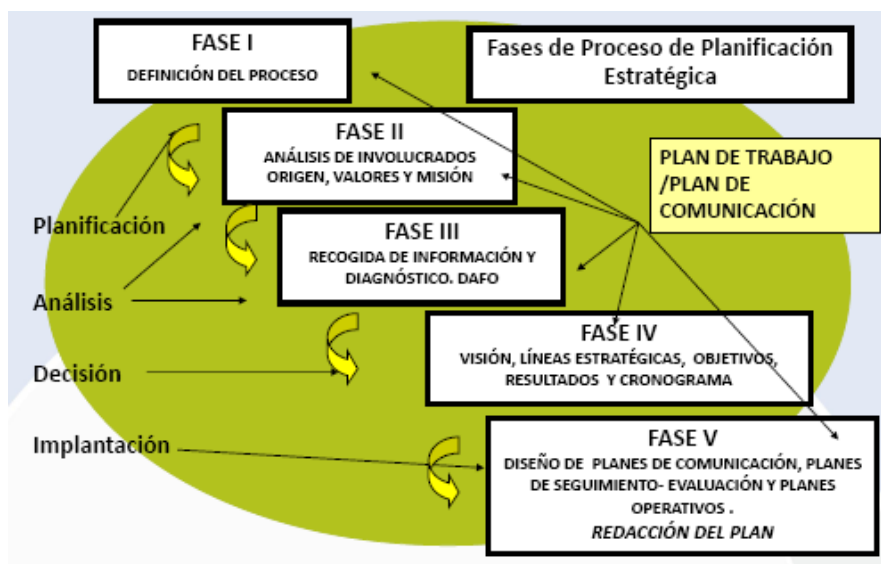 FASE I
DEFINICIÓN DEL PROCESO
Fases de Proceso de Planificación
Estratégica
FASE II
ANÁLISIS DE INVOLUCRADOS
ORIGEN, VALORES Y MISIÓN
PLAN DE TRABAJO
/PLAN DE
COMUNICACIÓN
Planificación
FASE III
RECOGIDA DE INFORMACIÓN Y
DIAGNÓSTICO. DAFO
Análisis
FASE IV
VISIÓN, LÍNEAS ESTRATÉGICAS, OBJETIVOS,
RESULTADOS Y CRONOGRAMA
Decisión
Implantación
FASE V
DISEÑO DE PLANES DE COMUNICACIÓN, PLANES
DE SEGUIMIENTO- EVALUACIÓN Y PLANES
OPERATIVOS .
REDACCIÓN DEL PLAN